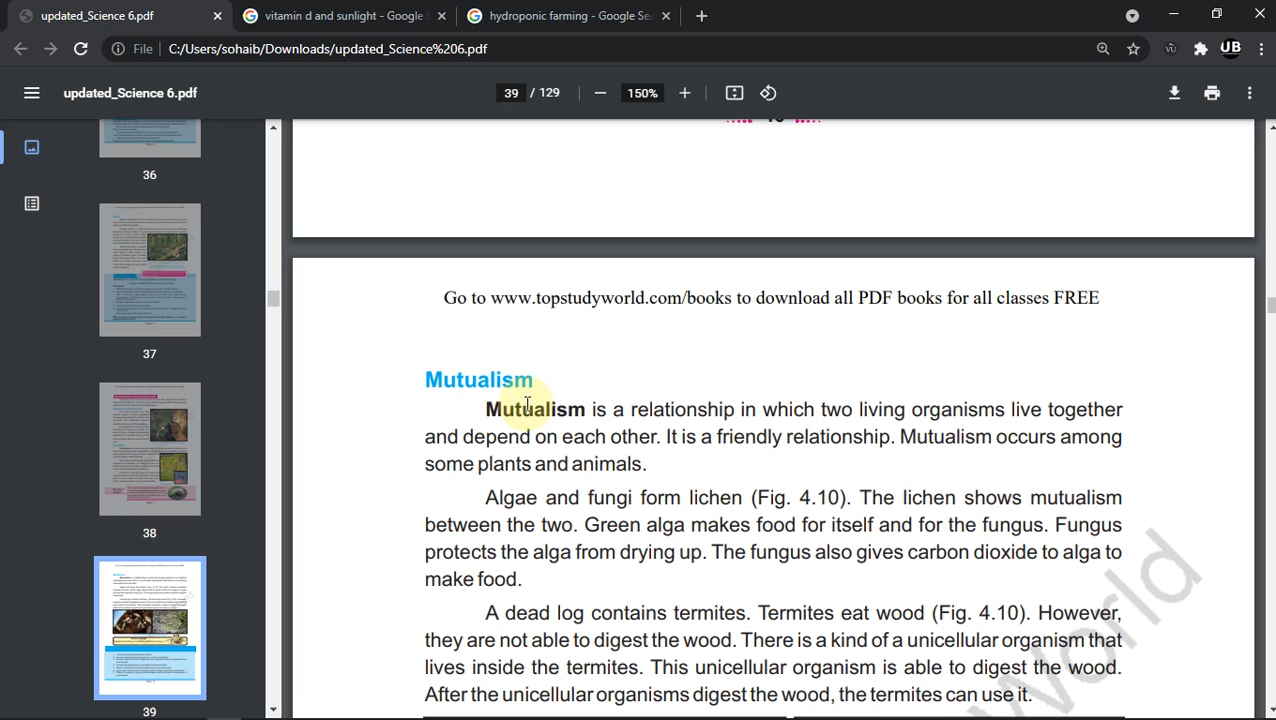 updated_Science 6.pdf
vitamin d and sunlight - Google S
hydroponic farming - Google Sea
File
C:/Users/sohaib/Downloads/updated_Science%206.pdf
UB
updated_Science 6.pdf
39 / 129
150%
36
37
38
39
Go to www.topstudyworld.com/books to download all PDF books for all classes FREE
Mutualism
Mutualism is a relationship in which two living organisms live together
and depend on each other. It is a friendly relationship. Mutualism occurs among
some plants and animals.
Algae and fungi form lichen (Fig. 4.10). The lichen shows mutualism
between the two. Green alga makes food for itself and for the fungus. Fungus
protects the alga from drying up. The fungus also gives carbon dioxide to alga to
make food.
A dead log contains termites. Termites eat wood (Fig. 4.10). However,
they are not able to digest the wood. There is a kind of a unicellular organism that
lives inside the termites. This unicellular organism is able to digest the wood.
After the unicellular organisms digest the wood, the termites can use it.
World